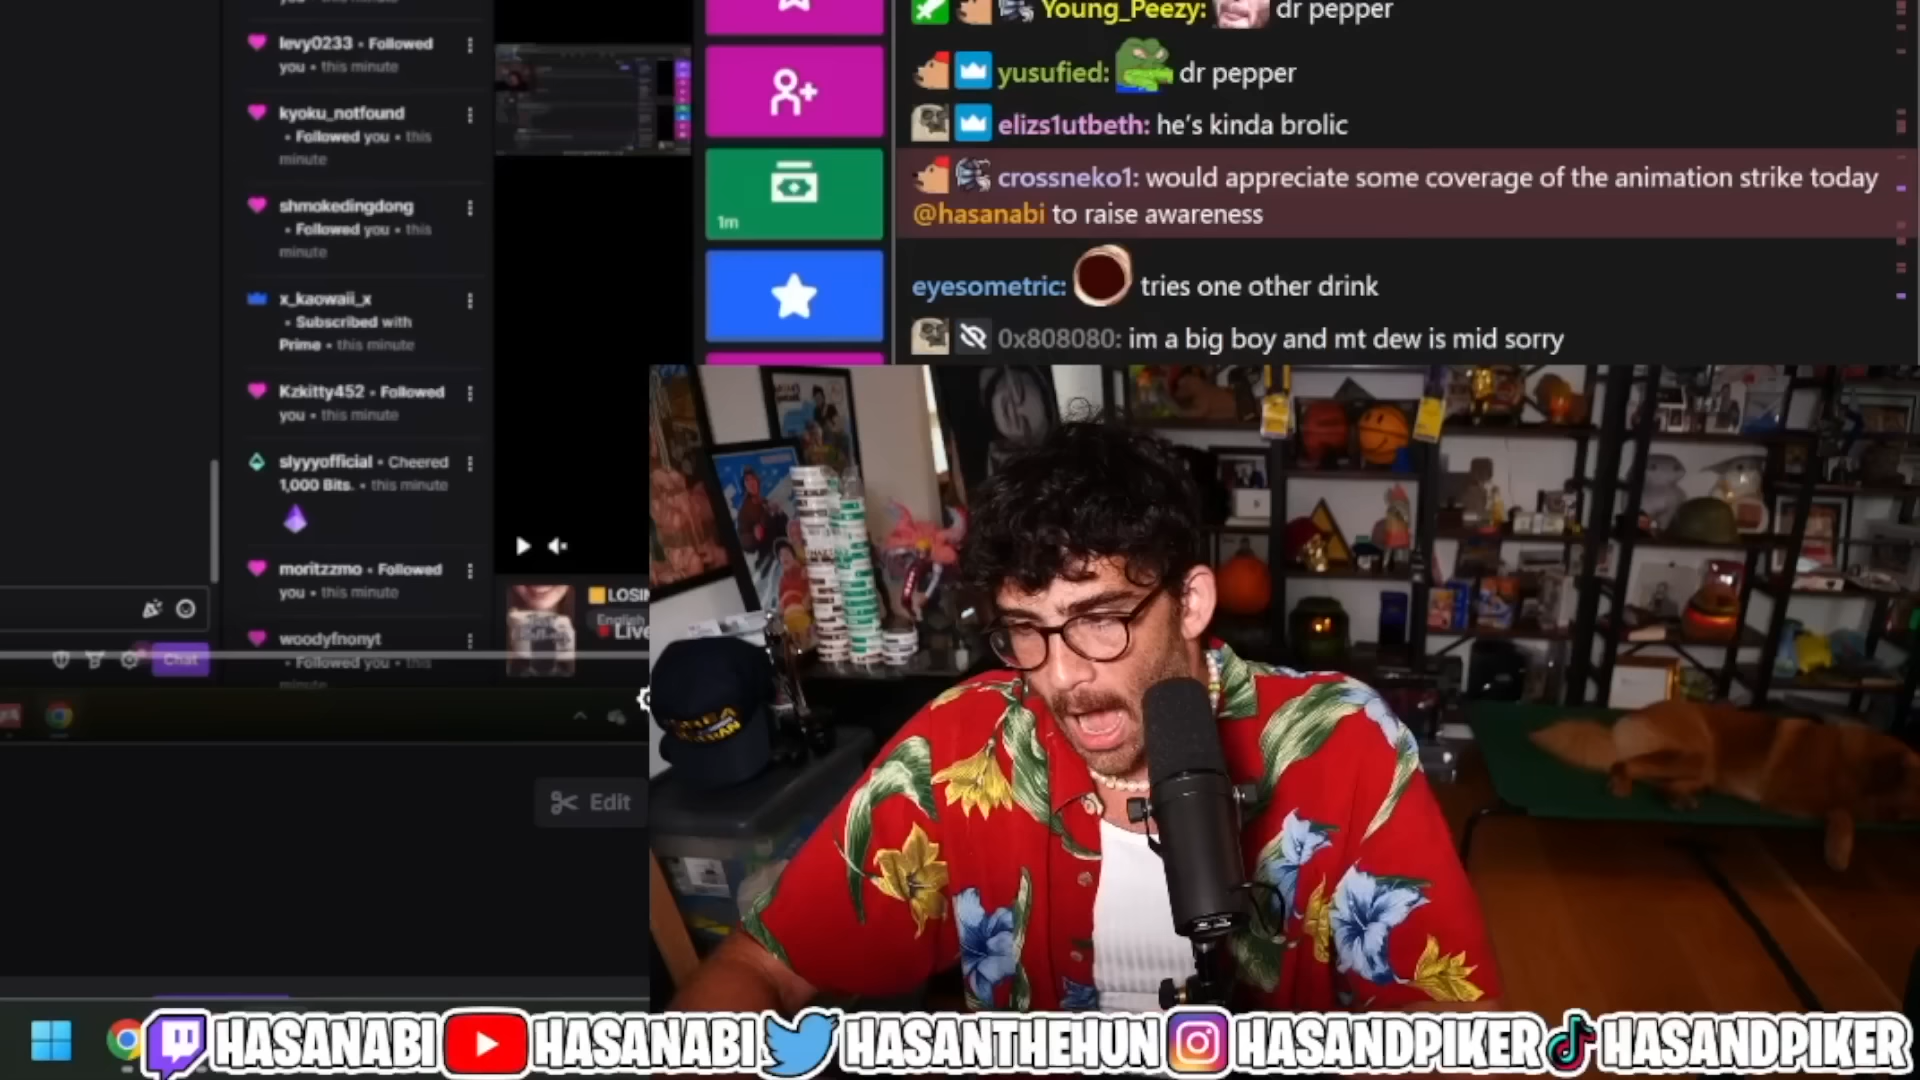 levy0233 • Followed
you • this minute
kyoku_notfound
• Followed you • this
minute
shmokedingdong
• Followed you • this
minute
x_kaowaii_x
• Subscribed with
Prime • this minute
Kzkitty452 • Followed
you • this minute
slyyyofficial • Cheered
1,000 Bits. • this minute
moritzzmo • Followed
you • this minute
woodyfnonyt
• Followed you • this
minute
Chat
English
Live
Edit
1m
Young_Peezy: dr pepper
yusufied: dr pepper
elizs1utbeth: he's kinda brolic
crossneko1: would appreciate some coverage of the animation strike today
@hasanabi to raise awareness
eyesometric: tries one other drink
0x808080: im a big boy and mt dew is mid sorry
HASANABI HASANABI HASANTHEHUN HASANDPIKER HASANDPIKER